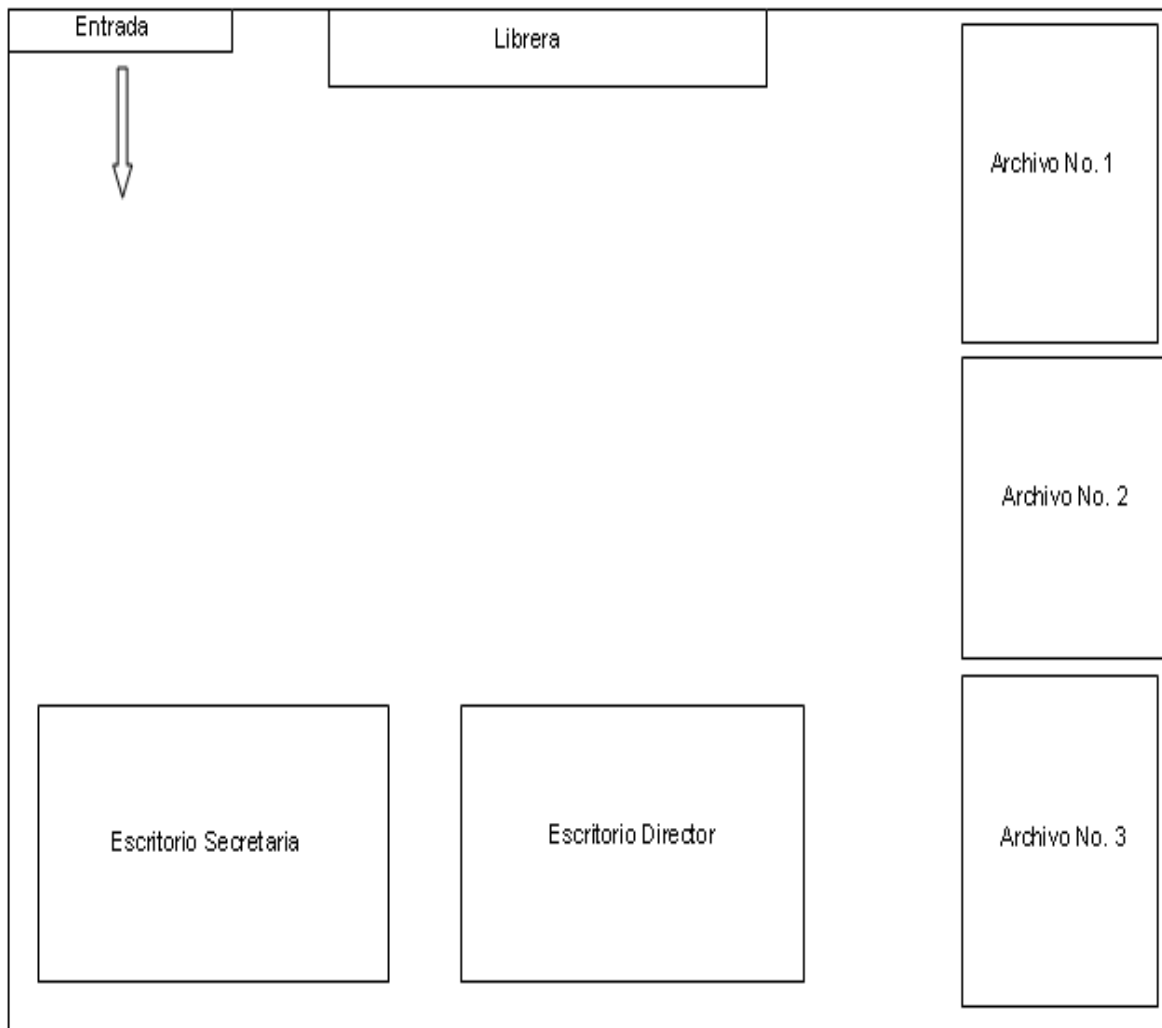 Entrada
Librera
Archivo No. 1
Archivo No. 2
Escritorio Secretaria
Escritorio Director
Archivo No. 3